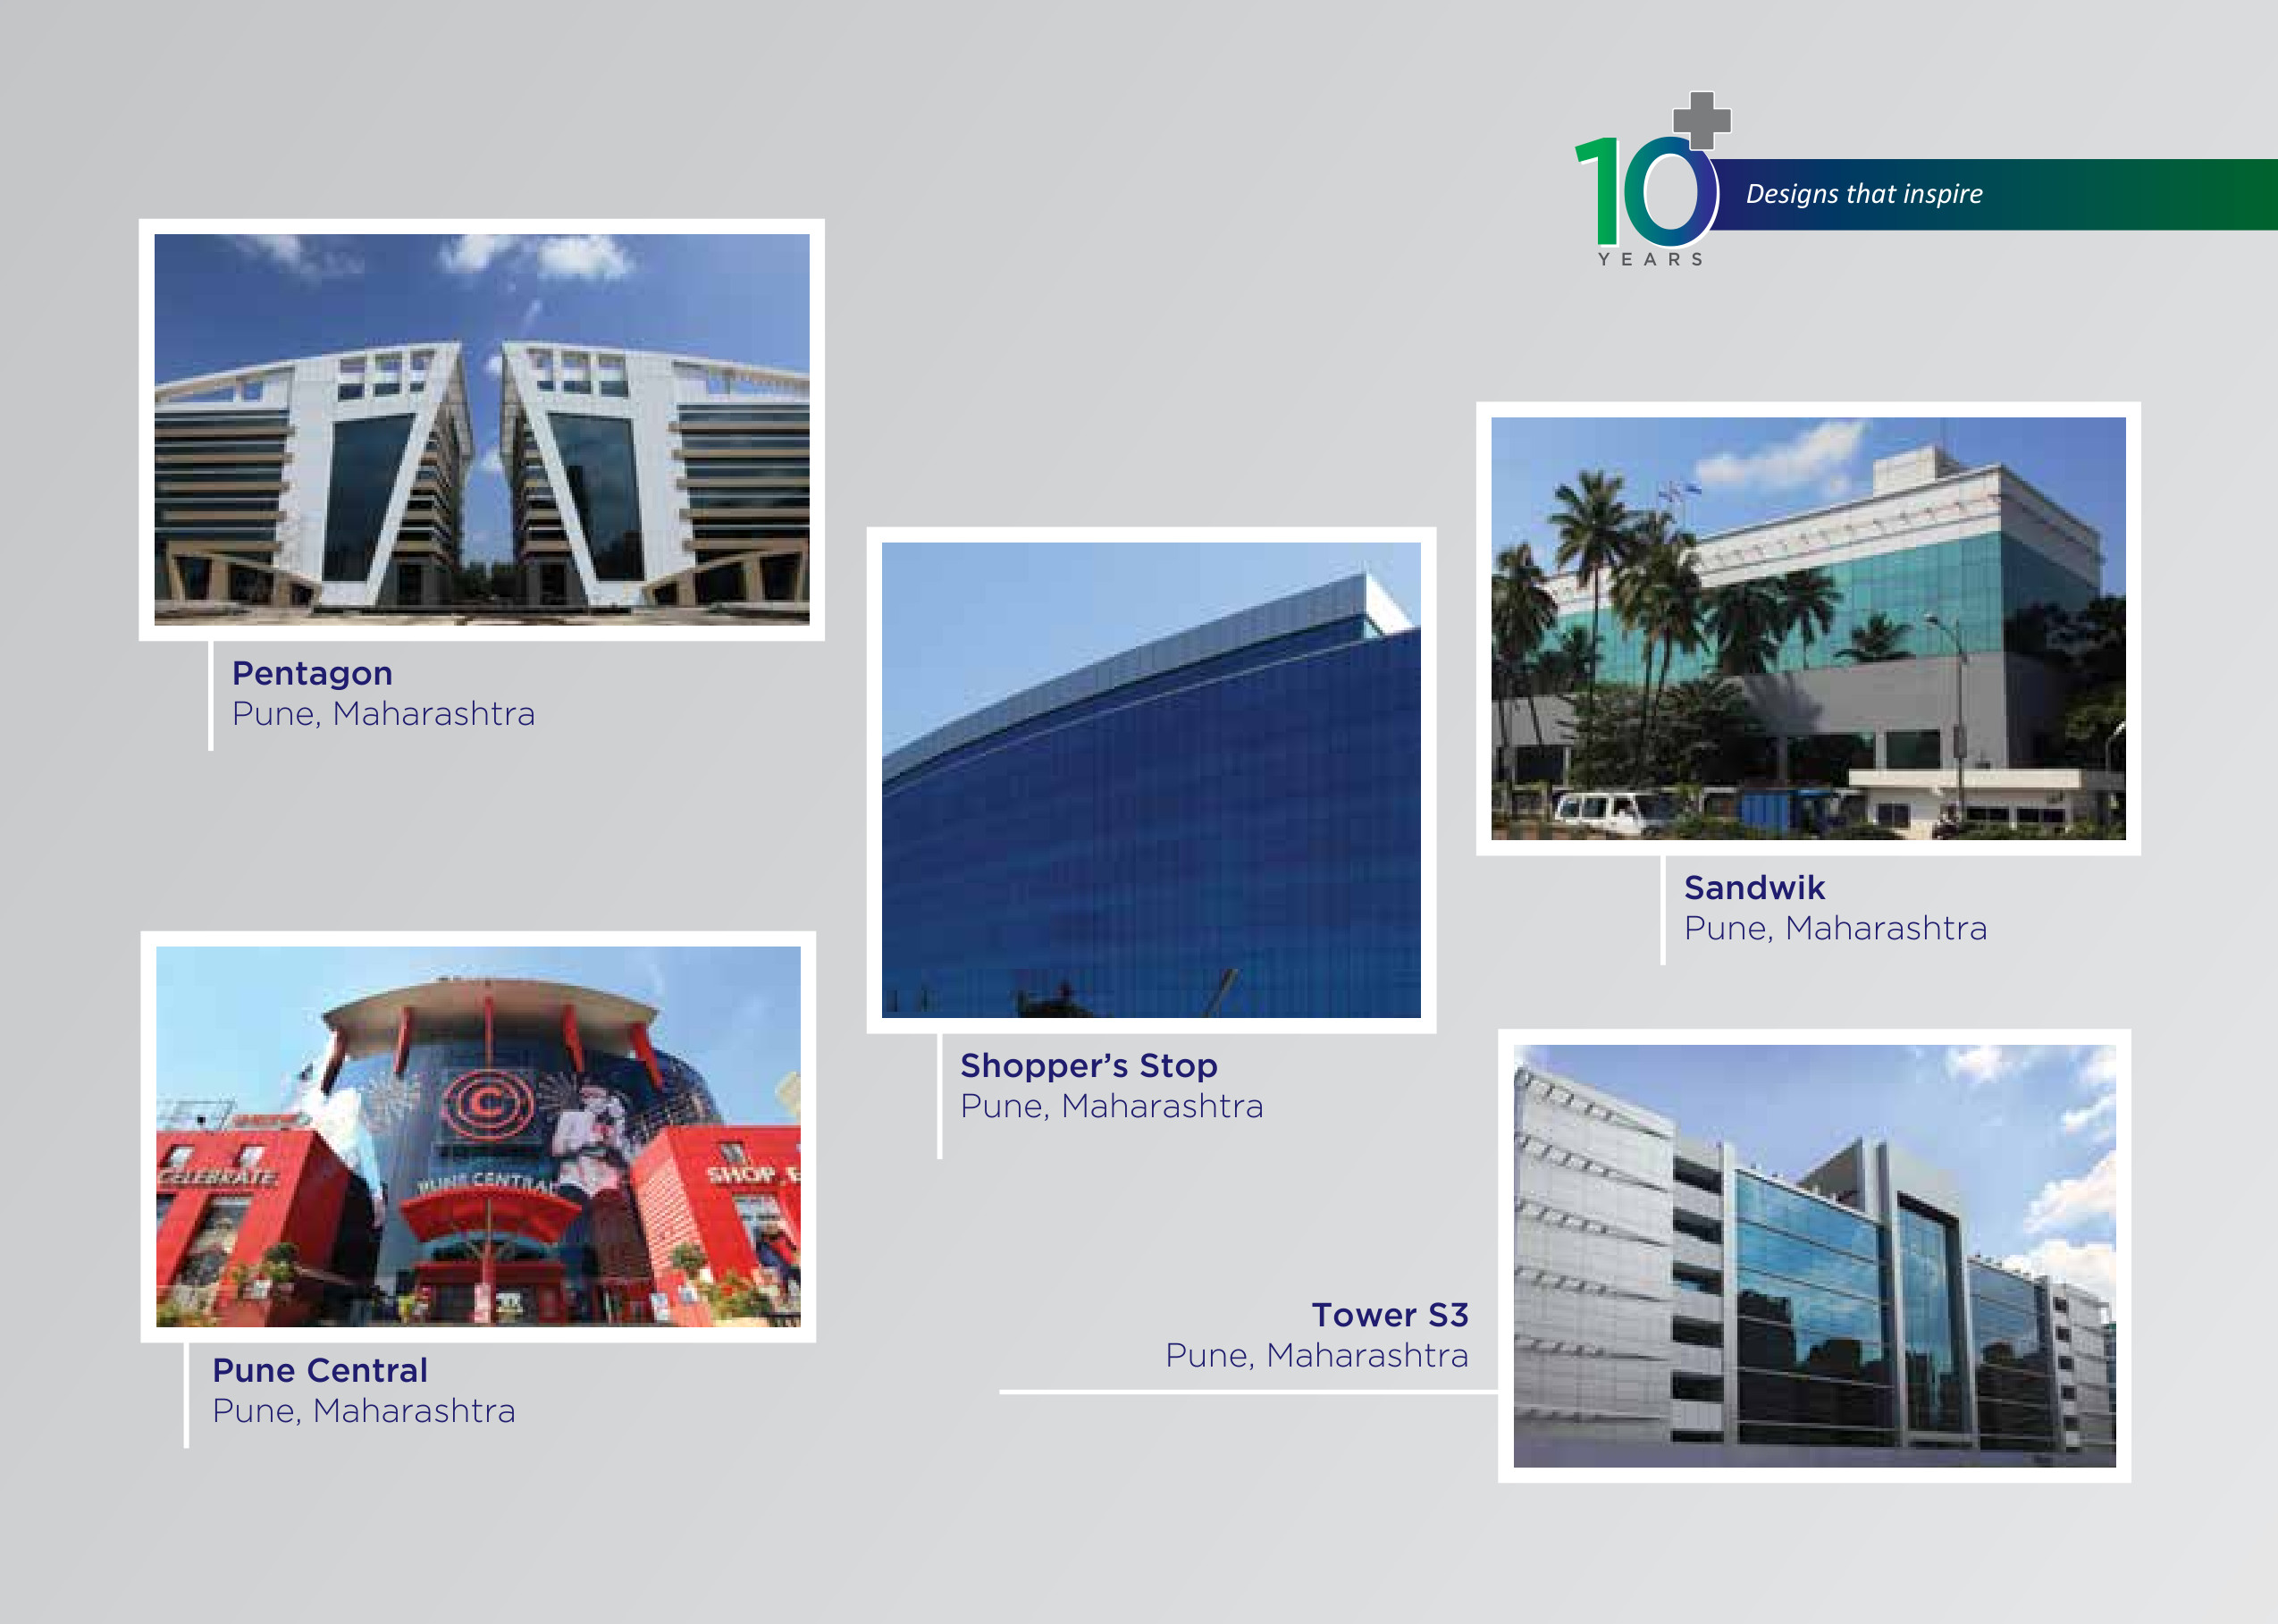 10+
YEARS
Designs that inspire
Pentagon
Pune, Maharashtra
Sandwik
Pune, Maharashtra
Shopper’s Stop
Pune, Maharashtra
CELEBRATE
C
PUNE CENTRAL
SHOP, E
Pune Central
Pune, Maharashtra
Tower S3
Pune, Maharashtra